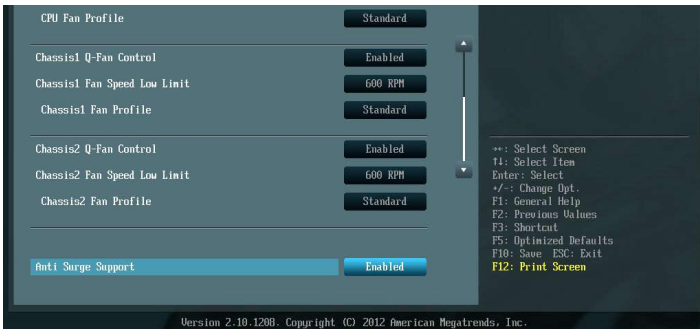 CPU Fan Profile Standard
Chassis1 Q-Fan Control Enabled
Chassis1 Fan Speed Low Limit 600 RPM
Chassis1 Fan Profile Standard
Chassis2 Q-Fan Control Enabled
Chassis2 Fan Speed Low Limit 600 RPM
Chassis2 Fan Profile Standard
Anti Surge Support Enabled
→←: Select Screen
↑↓: Select Item
Enter: Select
+/-: Change Opt.
F1: General Help
F2: Previous Values
F3: Shortcut
F5: Optimized Defaults
F10: Save ESC: Exit
F12: Print Screen
Version 2.10.1208. Copyright (C) 2012 American Megatrends, Inc.